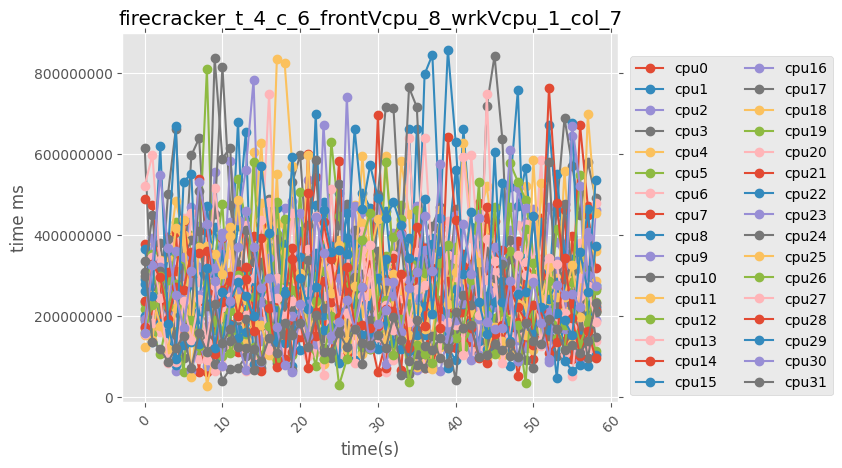 firecracker_t_4_c_6_frontVcpu_8_wrkVcpu_1_col_7
time ms
800000000
600000000
400000000
200000000
0
0
10
20
30
40
50
60
time(s)
cpu0
cpu1
cpu2
cpu3
cpu4
cpu5
cpu6
cpu7
cpu8
cpu9
cpu10
cpu11
cpu12
cpu13
cpu14
cpu15
cpu16
cpu17
cpu18
cpu19
cpu20
cpu21
cpu22
cpu23
cpu24
cpu25
cpu26
cpu27
cpu28
cpu29
cpu30
cpu31